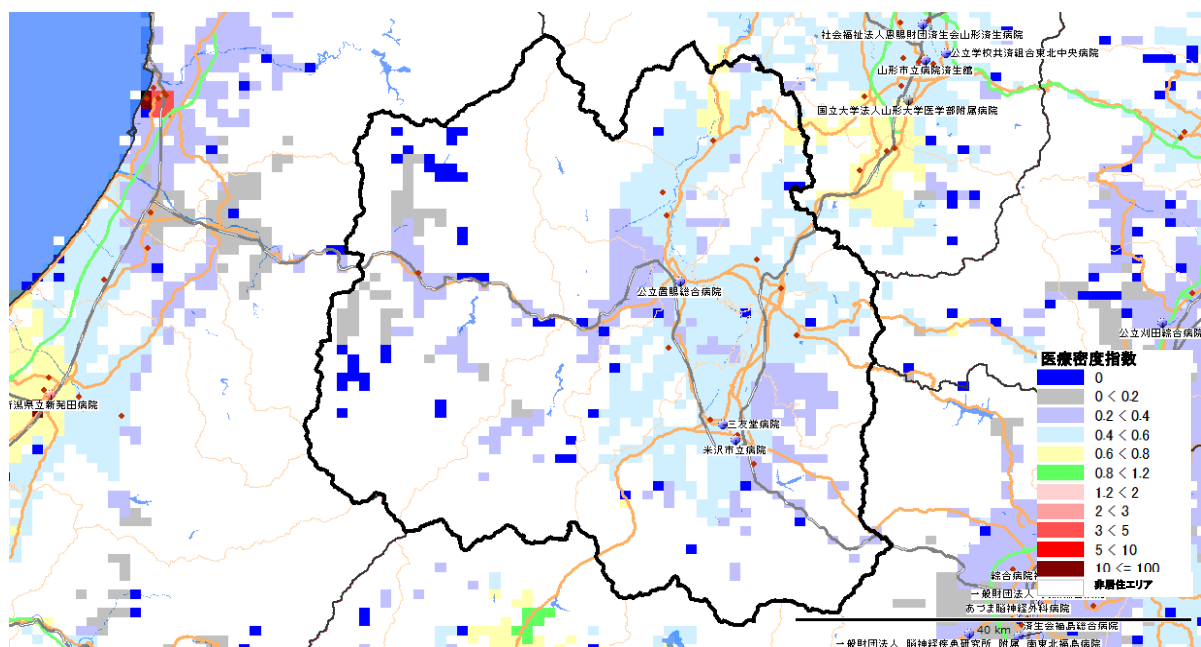 社会福祉法人恩賜財団済生会山形済生病院
公立学校共済組合東北中央病院
山形市立病院済生館
国立大学法人山形大学医学部附属病院
公立置賜総合病院
公立刈田綜合病院
新潟県立新発田病院
三友堂病院
米沢市立病院
医療密度指数
0
0 < 0.2
0.2 < 0.4
0.4 < 0.6
0.6 < 0.8
0.8 < 1.2
1.2 < 2
2 < 3
3 < 5
5 < 10
10 <= 100
非居住エリア
綜合病院
一般財団法人
あづま脳神経外科病院
40 km
済生会福島総合病院
一般財団法人 脳神経疾患研究所 附属 南東北福島病院